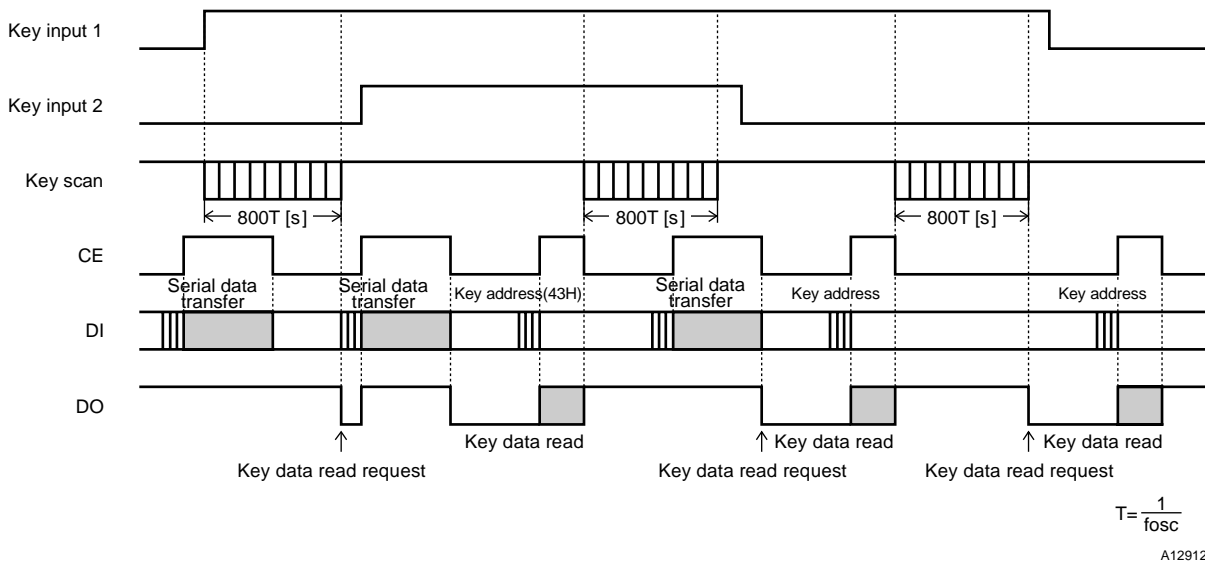 Key input 1
Key input 2
Key scan
800T [s] 800T [s] 800T [s]
CE
Serial data
transfer
Serial data
transfer
Key address(43H)
Serial data
transfer
Key address
Key address
DI
DO
Key data read Key data read Key data read
Key data read request Key data read request Key data read request
T= 1
fosc
A12912